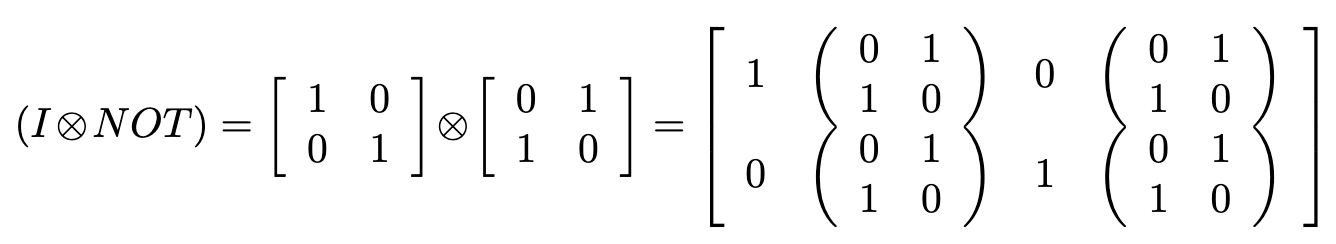 (I⊗NOT) = [ 1 0 ; 0 1 ] ⊗ [ 0 1 ; 1 0 ] = [ 1 ( 0 1 ; 1 0 ) 0 ( 0 1 ; 1 0 ) ; 0 ( 0 1 ; 1 0 ) 1 ( 0 1 ; 1 0 ) ]